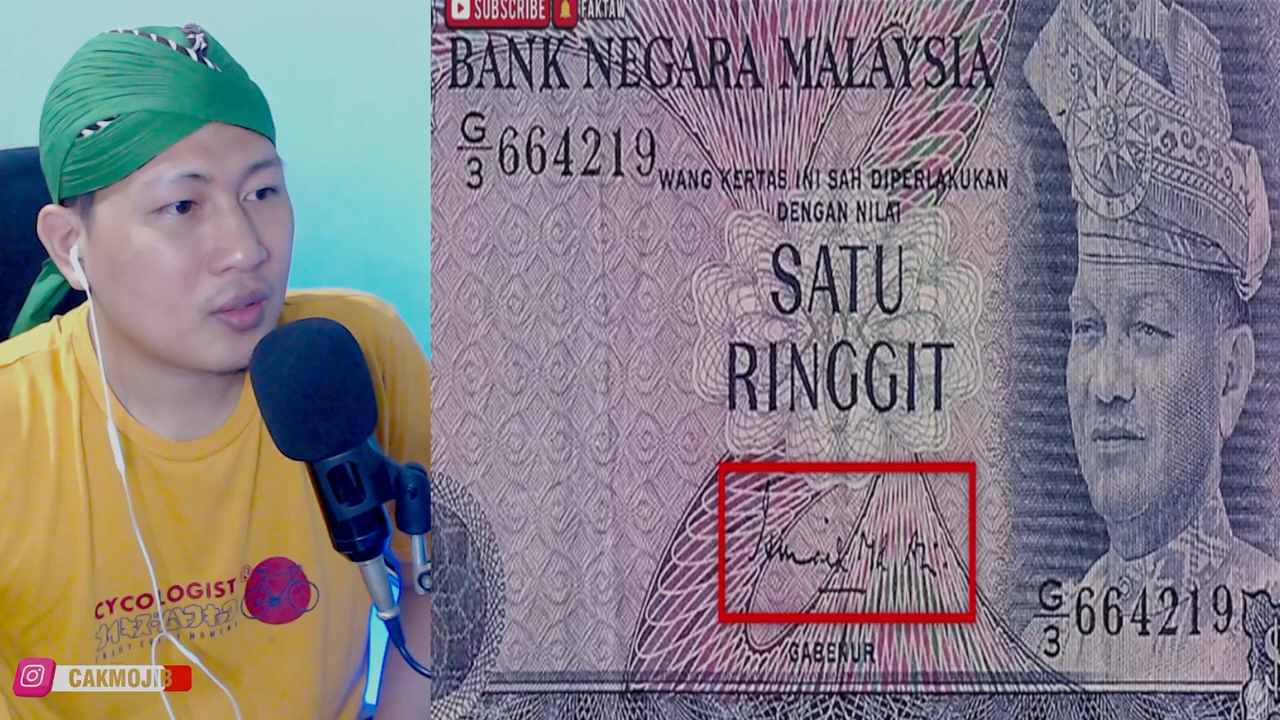 SUBSCRIBE FAKTAW
BANK NEGARA MALAYSIA
G/3 664219
WANG KERTAS INI SAH DIPERLAKUKAN
DENGAN NILAI
SATU
RINGGIT
GABENUR
G/3 664219
CYCOLOGIST
CAKMOJIB